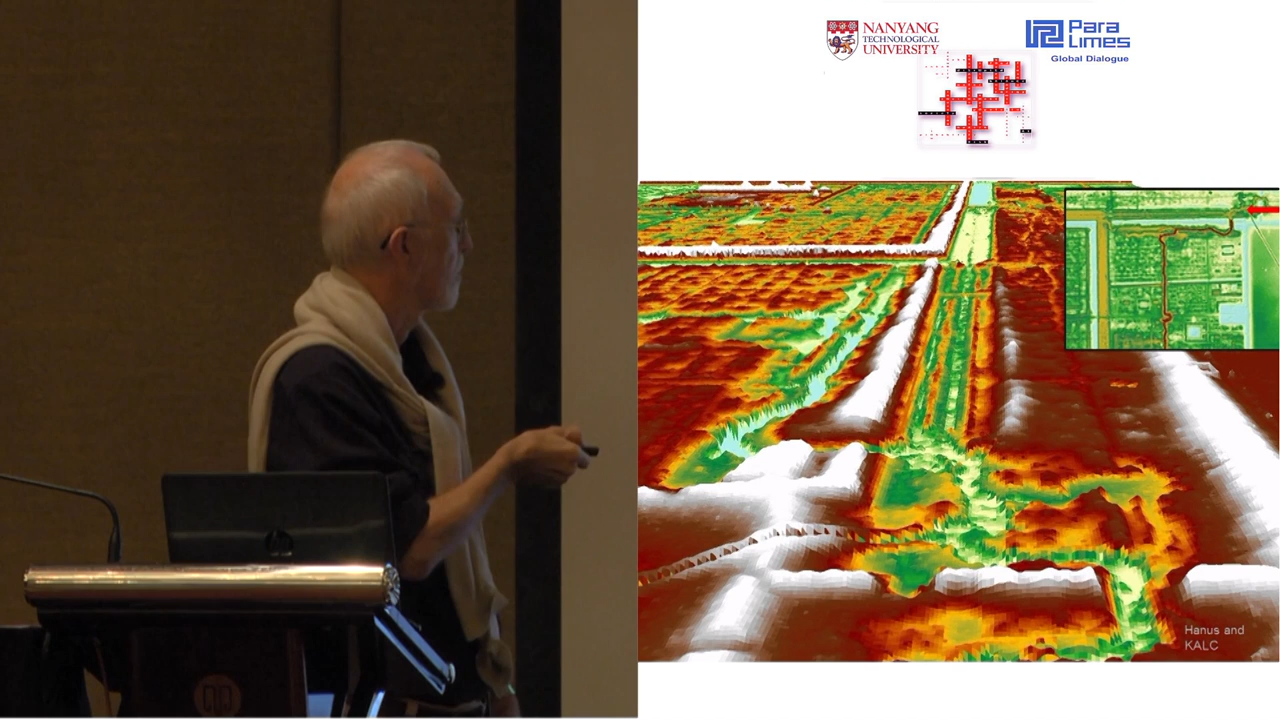 NANYANG
TECHNOLOGICAL
UNIVERSITY
Para
Limes
Global Dialogue
Hanus and
KALC